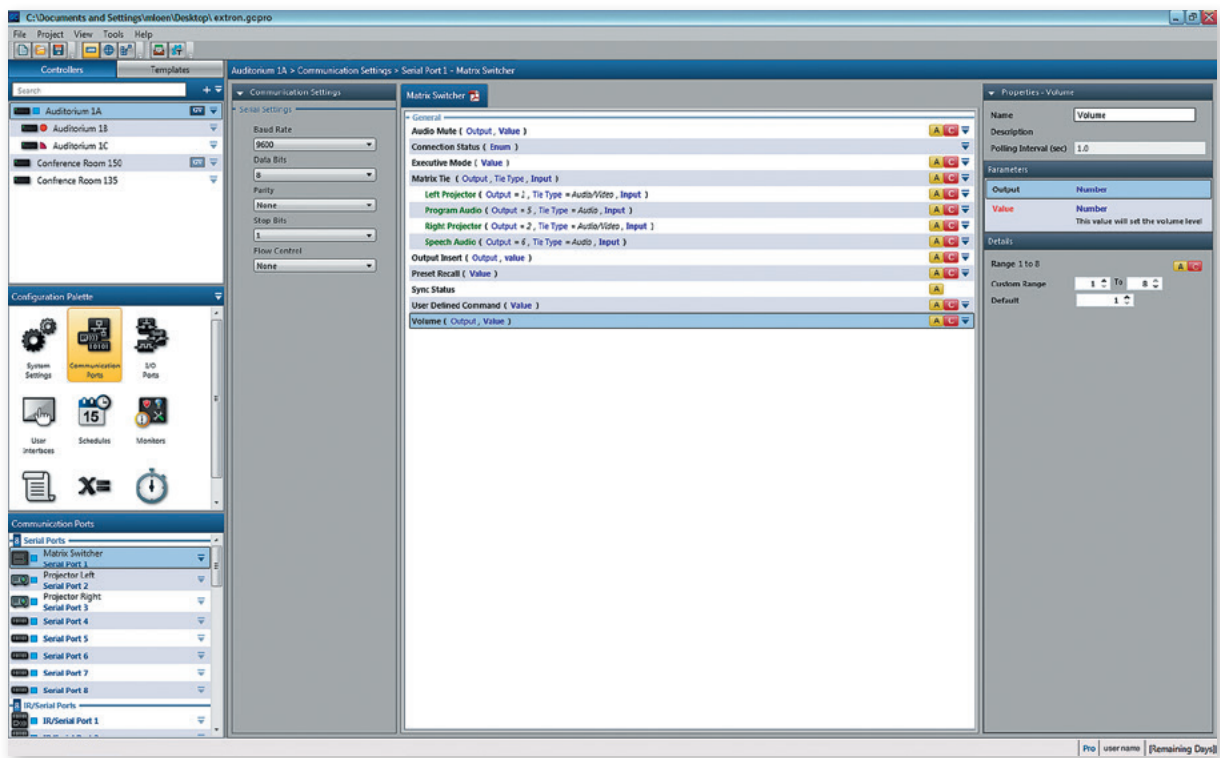 C:\Documents and Settings\mloen\Desktop\ extron.gcpro
File Project View Tools Help
Controllers Templates
Search
Auditorium 1A
Auditorium 1B
Auditorium 1C
Conference Room 150
Confrence Room 135
Configuration Palette
System Settings
Communication Ports
I/O Ports
User Interfaces
Schedules
15
Monitors
X=
Communication Ports
8 Serial Ports
Matrix Switcher
Serial Port 1
Projector Left
Serial Port 2
Projector Right
Serial Port 3
Serial Port 4
Serial Port 5
Serial Port 6
Serial Port 7
Serial Port 8
8 IR/Serial Ports
IR/Serial Port 1
Auditorium 1A > Communication Settings > Serial Port 1 - Matrix Switcher
Communication Settings
Serial Settings
Baud Rate
9600
Data Bits
8
Parity
None
Stop Bits
1
Flow Control
None
Matrix Switcher
General
Audio Mute ( Output, Value ) A C
Connection Status ( Enum )
Executive Mode ( Value ) A C
Matrix Tie ( Output, Tie Type, Input ) A C
Left Projector ( Output = 1, Tie Type = Audio/Video, Input ) A C
Program Audio ( Output = 5, Tie Type = Audio, Input ) A C
Right Projecter ( Output = 2, Tie Type = Audio/Video, Input ) A C
Speech Audio ( Output = 6, Tie Type = Audio, Input ) A C
Output Insert ( Output, value ) A C
Preset Recall ( Value ) A C
Sync Status A
User Defined Command ( Value ) A C
Volume ( Output, Value ) A C
Properties - Volume
Name Volume
Description
Polling Interval (sec) 1.0
Parameters
Output Number
Value Number
This value will set the volume level
Details
Range 1 to 8 A C
Custom Range 1 To 8
Default 1
Pro username [Remaining Days]